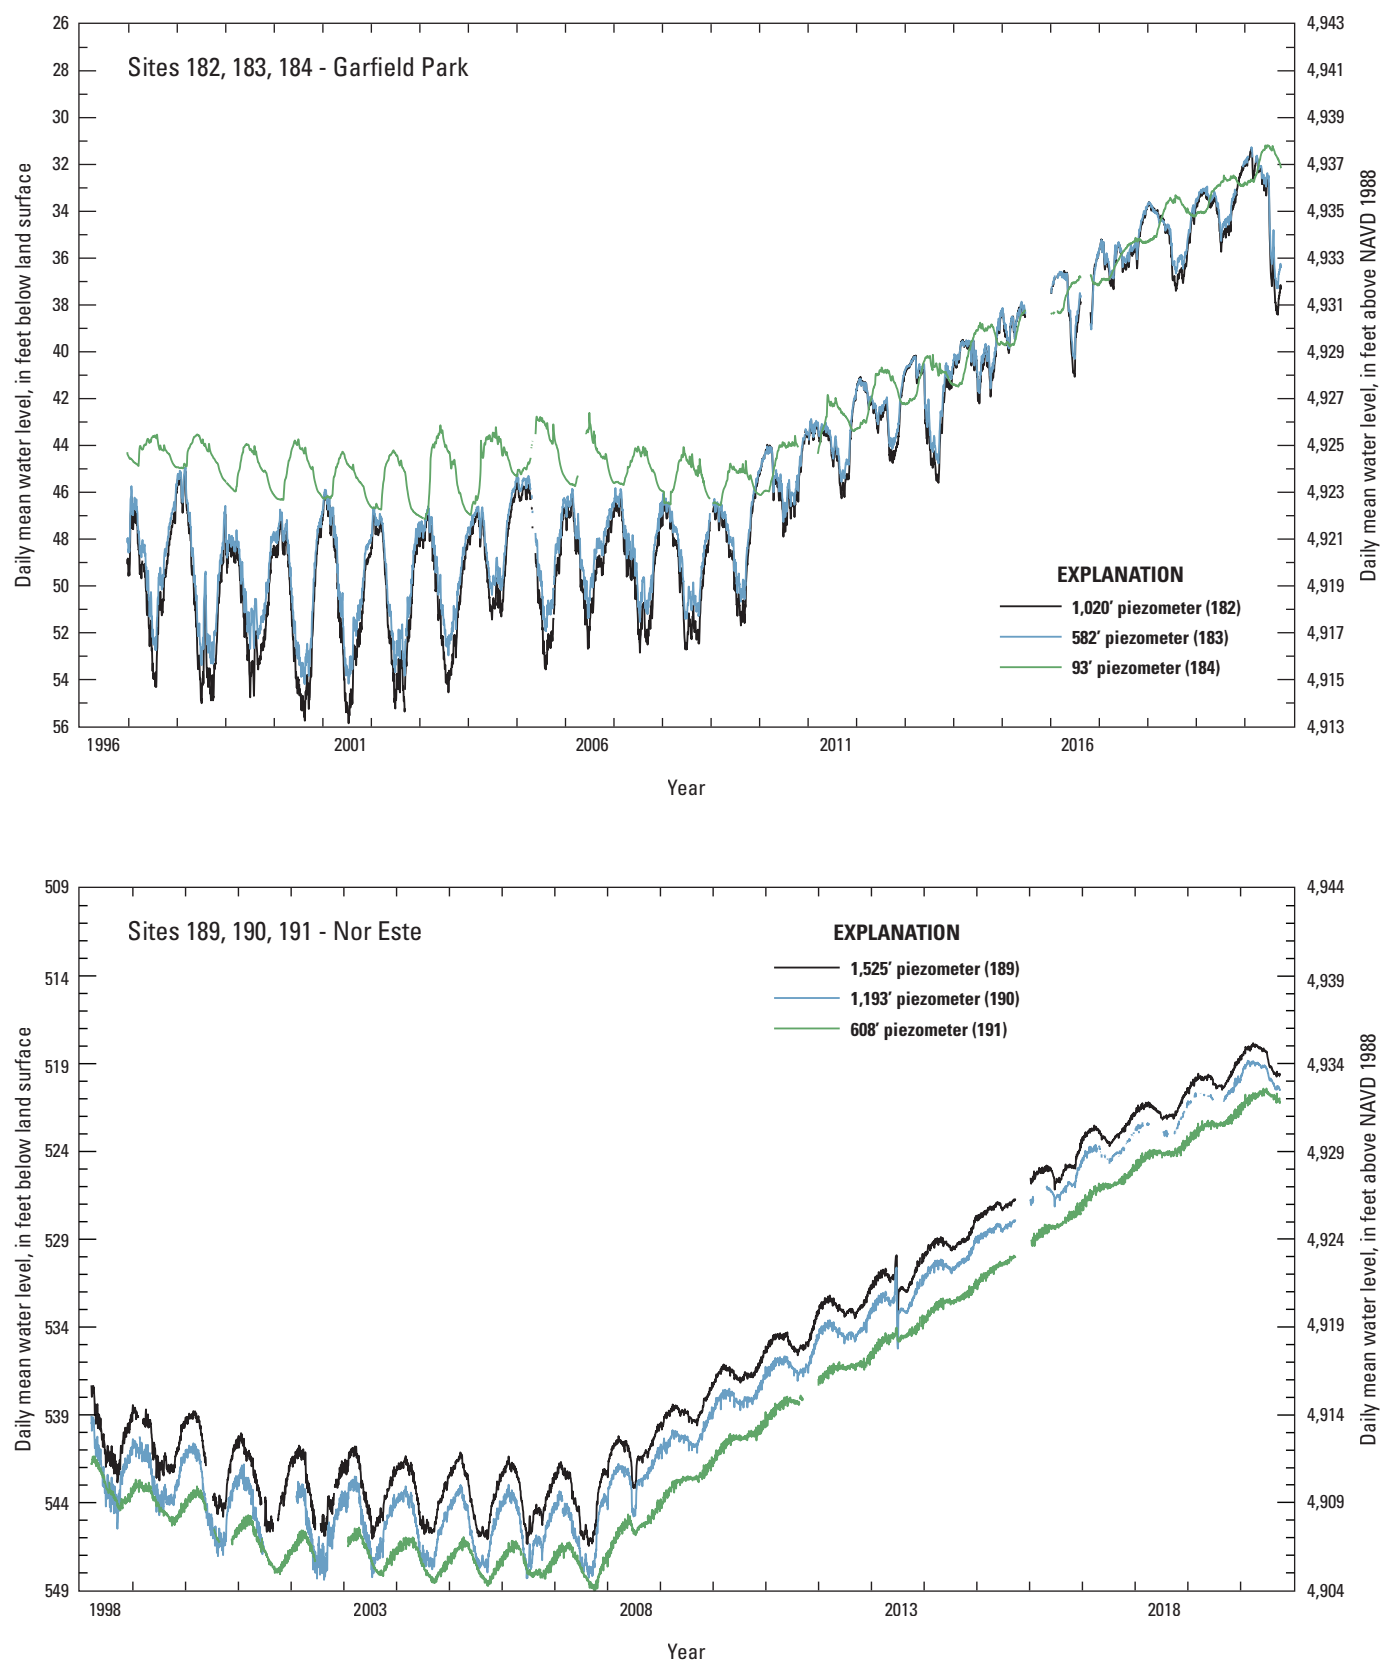 Sites 182, 183, 184 - Garfield Park
Daily mean water level, in feet below land surface
26
28
30
32
34
36
38
40
42
44
46
48
50
52
54
56
4,943
4,941
4,939
4,937
4,935
4,933
4,931
4,929
4,927
4,925
4,923
4,921
4,919
4,917
4,915
4,913
Daily mean water level, in feet above NAVD 1988
EXPLANATION
1,020’ piezometer (182)
582’ piezometer (183)
93’ piezometer (184)
1996 2001 2006 2011 2016
Year
Sites 189, 190, 191 - Nor Este
Daily mean water level, in feet below land surface
509
514
519
524
529
534
539
544
549
EXPLANATION
1,525’ piezometer (189)
1,193’ piezometer (190)
608’ piezometer (191)
4,944
4,939
4,934
4,929
4,924
4,919
4,914
4,909
4,904
Daily mean water level, in feet above NAVD 1988
1998 2003 2008 2013 2018
Year